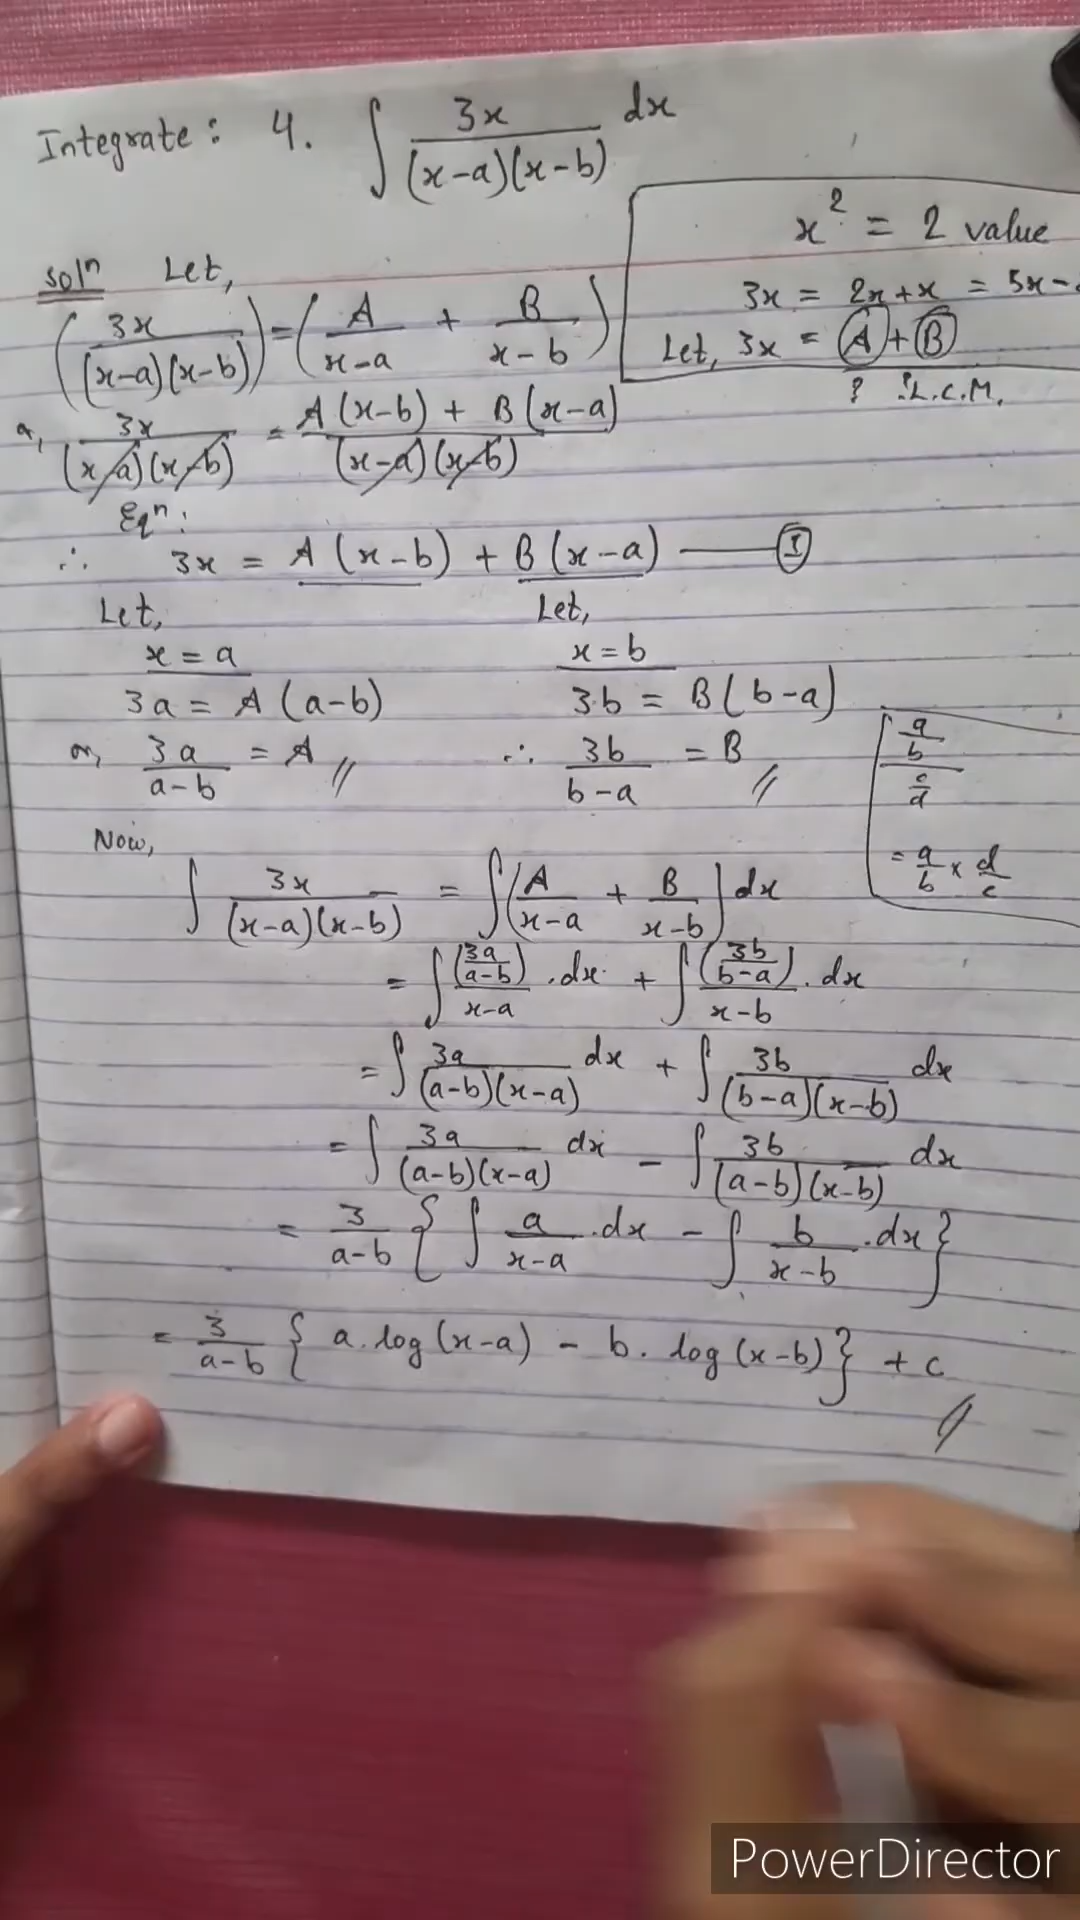 Integrate: 4. ∫ 3x/(x-a)(x-b) dx
x² = 2 value
3x = 2x+x = 5x-
Let, 3x = A + B
? ? L.C.M.
Solⁿ Let,
(3x/(x-a)(x-b)) = (A/x-a + B/x-b)
or, 3x/(x-a)(x-b) = A(x-b) + B(x-a)/(x-a)(x-b)
Eqⁿ:
∴ 3x = A(x-b) + B(x-a) — I
Let, Let,
x = a x = b
3a = A(a-b) 3b = B(b-a)
or, 3a/a-b = A // ∴ 3b/b-a = B //
a/b
c/d
= a/b × d/c
Now,
∫ 3x/(x-a)(x-b) = ∫(A/x-a + B/x-b) dx
= ∫ (3a/a-b)/x-a .dx + ∫ (3b/b-a)/x-b .dx
= ∫ 3a/(a-b)(x-a) dx + ∫ 3b/(b-a)(x-b) dx
= ∫ 3a/(a-b)(x-a) dx - ∫ 3b/(a-b)(x-b) dx
= 3/a-b { ∫ a/x-a .dx - ∫ b/x-b .dx }
= 3/a-b { a.log(x-a) - b.log(x-b) } + c //
PowerDirector